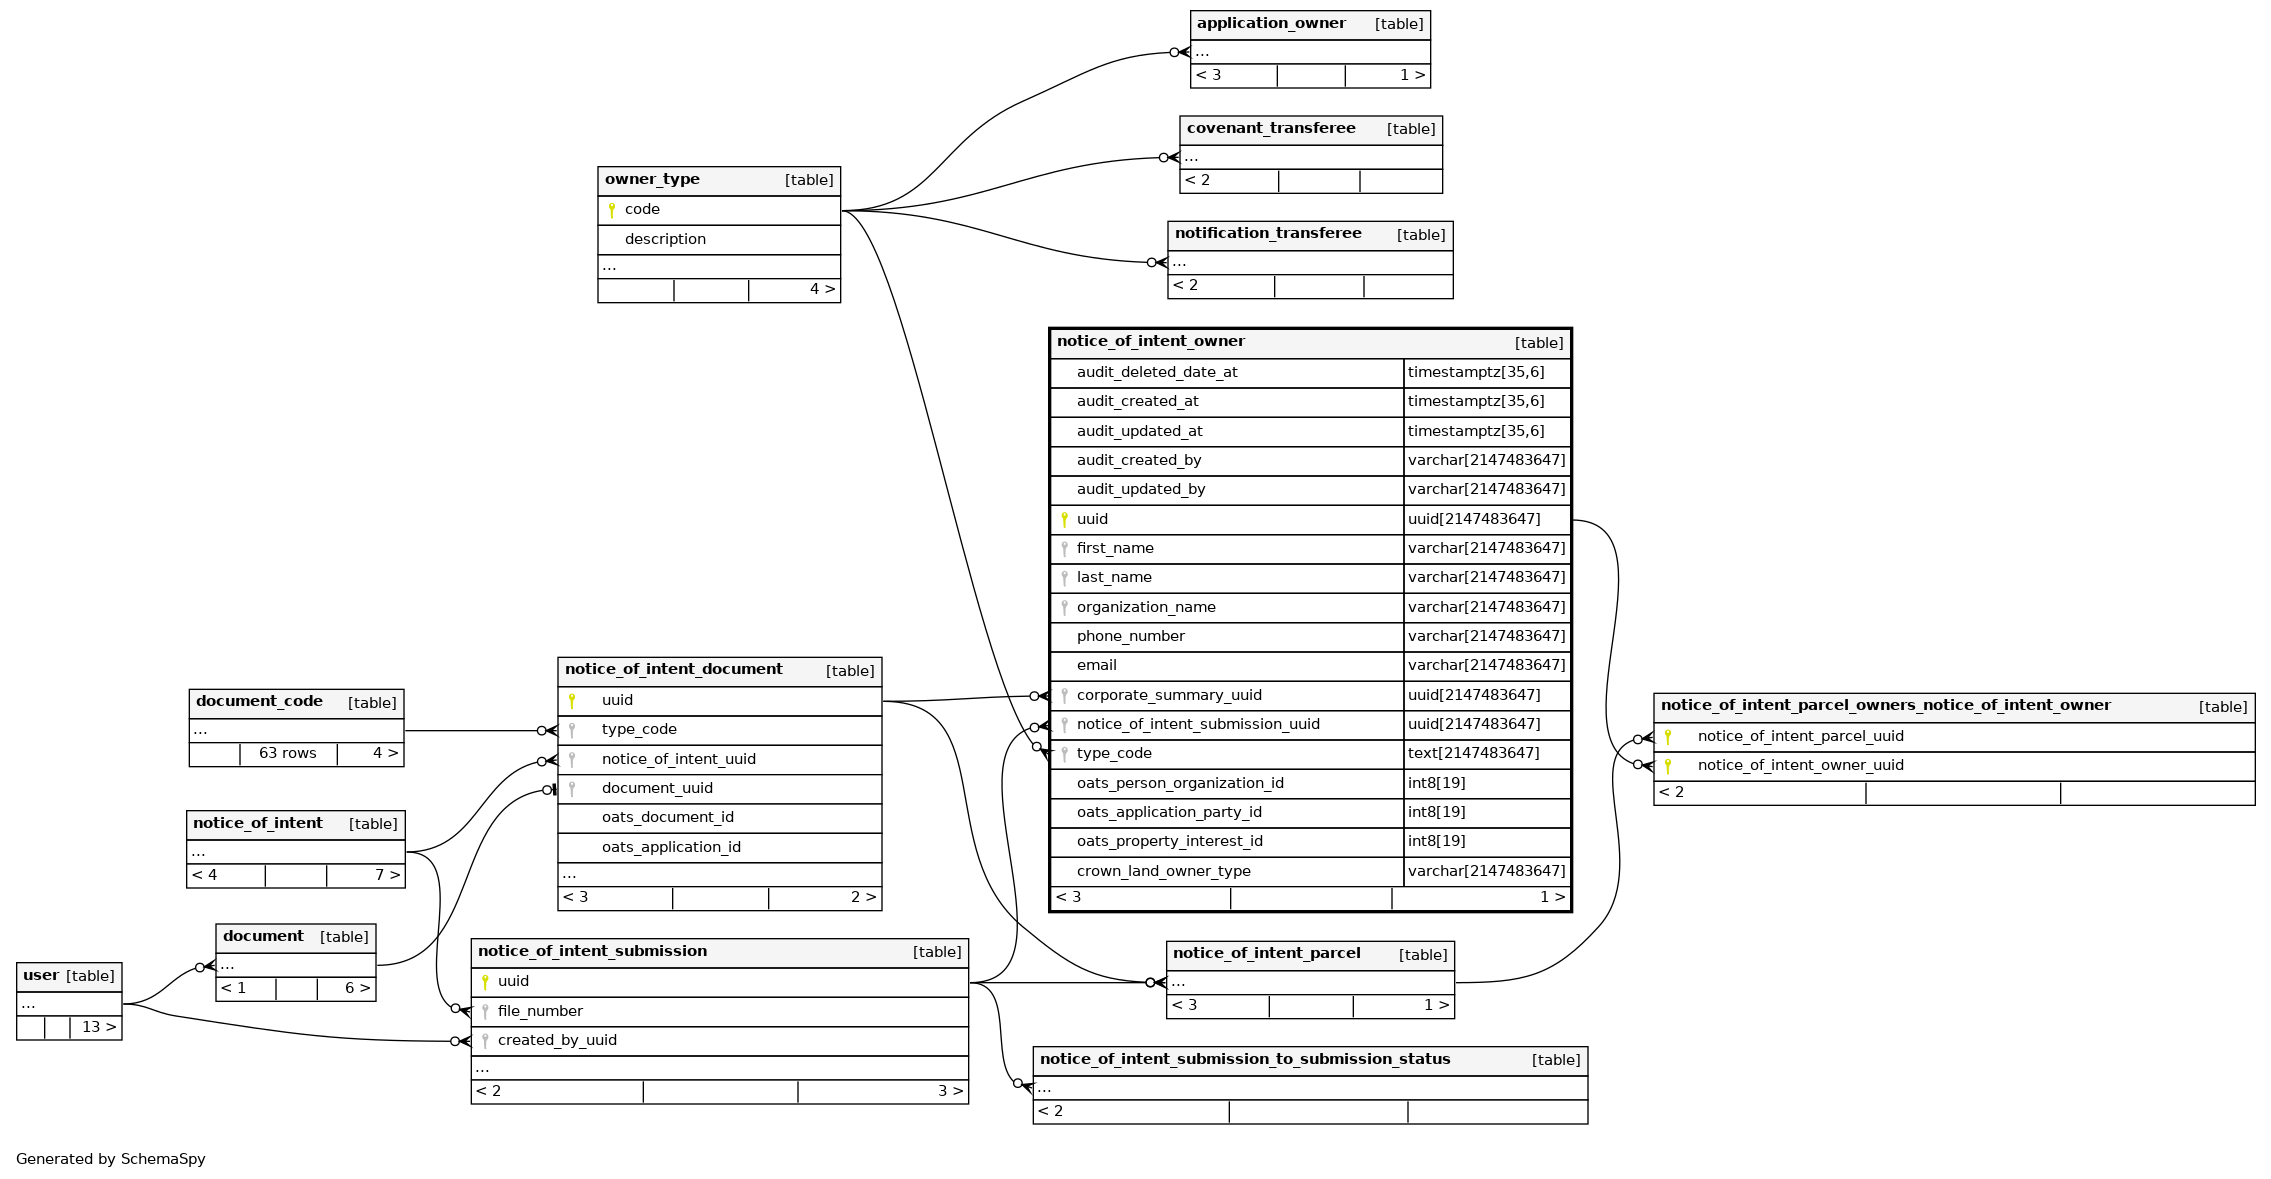 application_owner [table]
...
< 3 1 >
covenant_transferee [table]
...
< 2
owner_type [table]
code
description
...
4 >
notification_transferee [table]
...
< 2
notice_of_intent_owner [table]
audit_deleted_date_at timestamptz[35,6]
audit_created_at timestamptz[35,6]
audit_updated_at timestamptz[35,6]
audit_created_by varchar[2147483647]
audit_updated_by varchar[2147483647]
uuid uuid[2147483647]
first_name varchar[2147483647]
last_name varchar[2147483647]
organization_name varchar[2147483647]
phone_number varchar[2147483647]
email varchar[2147483647]
corporate_summary_uuid uuid[2147483647]
notice_of_intent_submission_uuid uuid[2147483647]
type_code text[2147483647]
oats_person_organization_id int8[19]
oats_application_party_id int8[19]
oats_property_interest_id int8[19]
crown_land_owner_type varchar[2147483647]
< 3 1 >
notice_of_intent_document [table]
uuid
type_code
notice_of_intent_uuid
document_uuid
oats_document_id
oats_application_id
...
< 3 2 >
document_code [table]
...
63 rows 4 >
notice_of_intent_parcel_owners_notice_of_intent_owner [table]
notice_of_intent_parcel_uuid
notice_of_intent_owner_uuid
< 2
notice_of_intent [table]
...
< 4 7 >
document [table]
...
< 1 6 >
user [table]
...
13 >
notice_of_intent_submission [table]
uuid
file_number
created_by_uuid
...
< 2 3 >
notice_of_intent_parcel [table]
...
< 3 1 >
notice_of_intent_submission_to_submission_status [table]
...
< 2
Generated by SchemaSpy